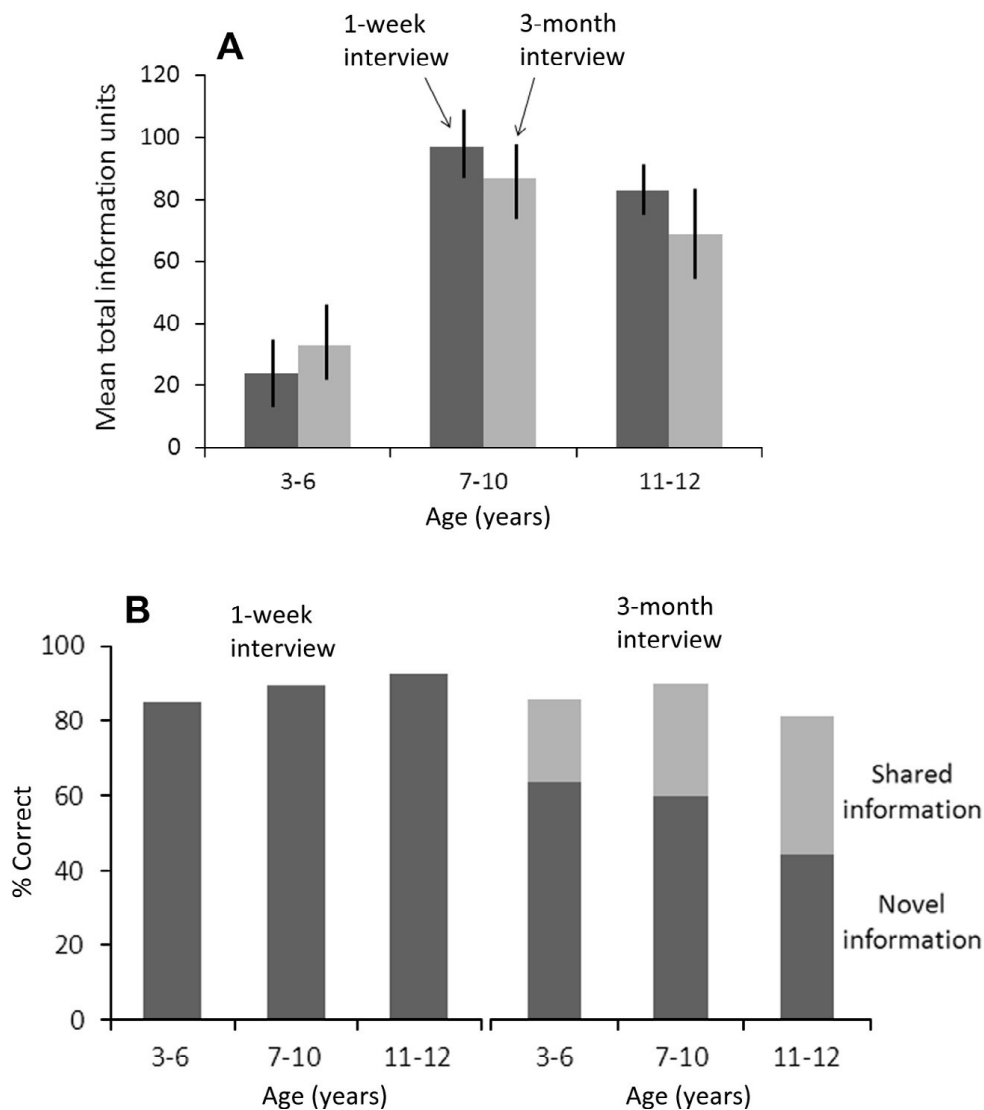 A
1-week
interview
3-month
interview
Mean total information units
120
100
80
60
40
20
0
3-6
7-10
11-12
Age (years)
B
1-week
interview
3-month
interview
% Correct
100
80
60
40
20
0
Shared
information
Novel
information
3-6
7-10
11-12
3-6
7-10
11-12
Age (years)
Age (years)